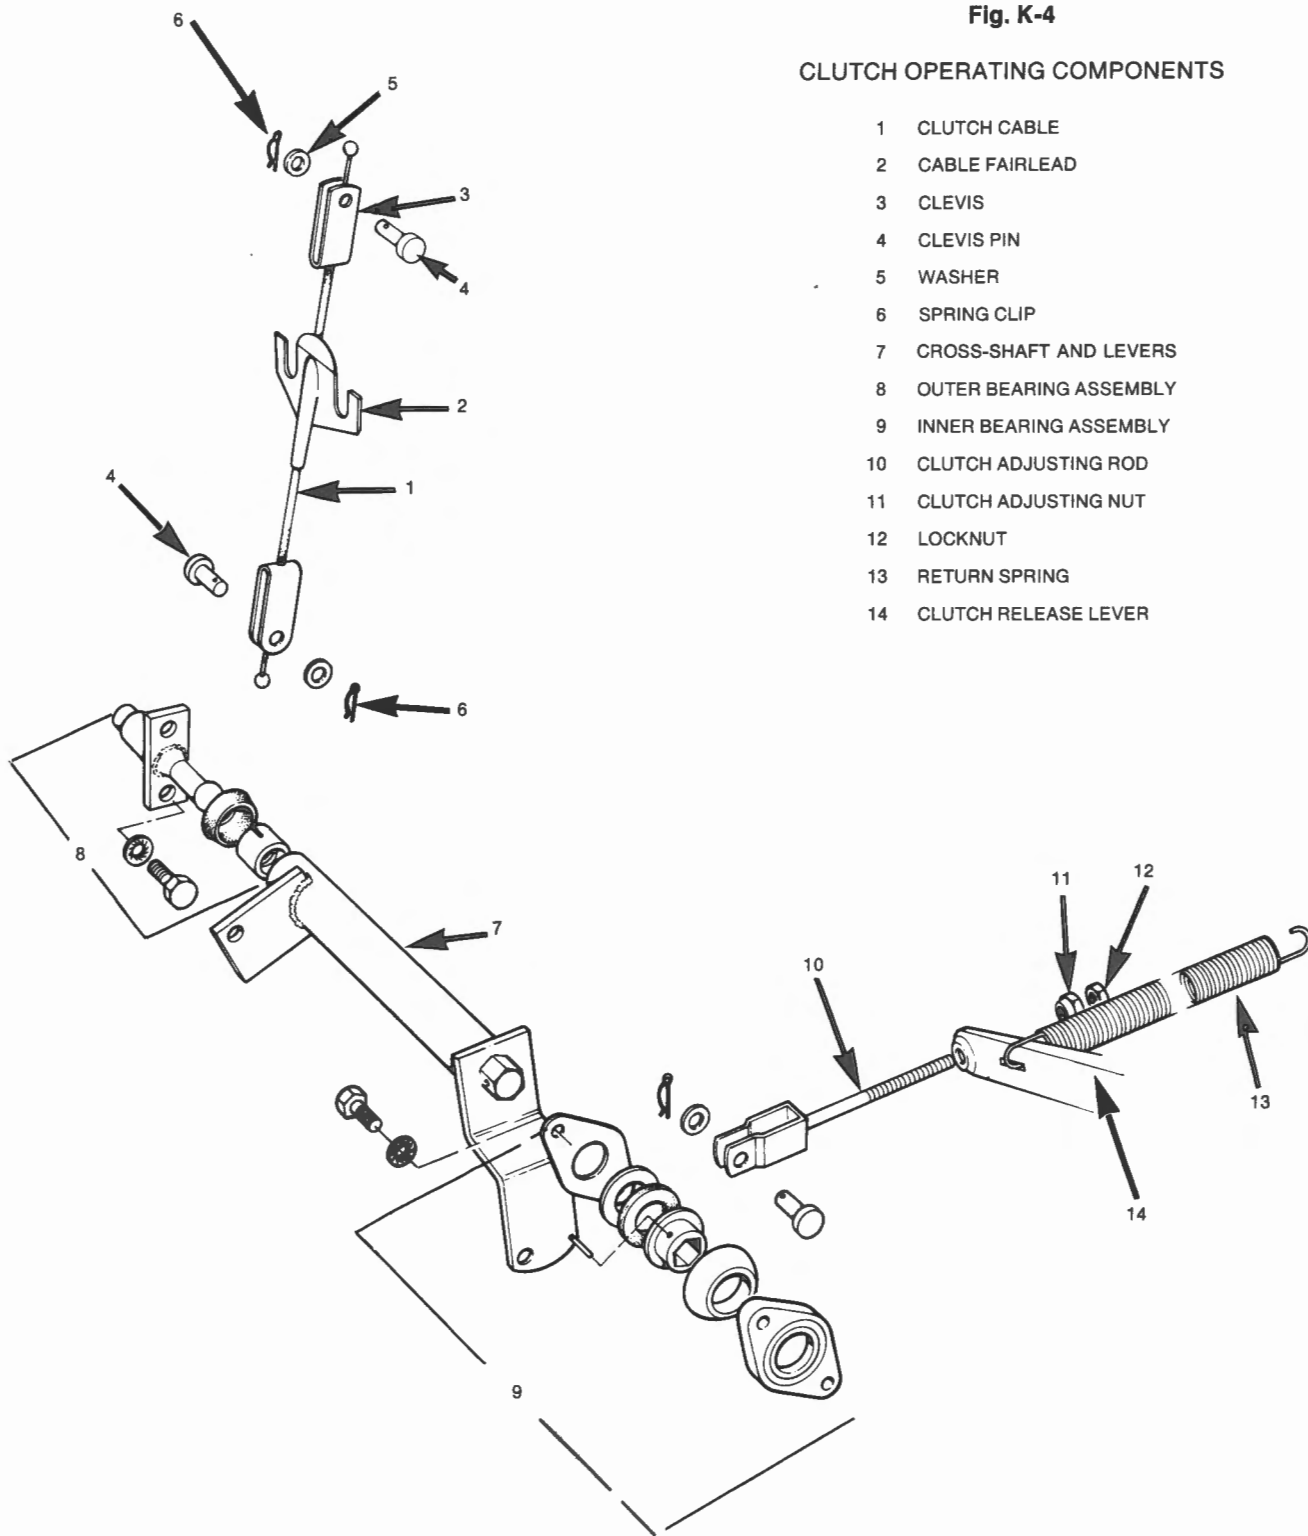 Fig. K-4
CLUTCH OPERATING COMPONENTS
1 CLUTCH CABLE
2 CABLE FAIRLEAD
3 CLEVIS
4 CLEVIS PIN
5 WASHER
6 SPRING CLIP
7 CROSS-SHAFT AND LEVERS
8 OUTER BEARING ASSEMBLY
9 INNER BEARING ASSEMBLY
10 CLUTCH ADJUSTING ROD
11 CLUTCH ADJUSTING NUT
12 LOCKNUT
13 RETURN SPRING
14 CLUTCH RELEASE LEVER
6
5
3
4
2
4
1
6
8
7
11
12
10
13
14
9